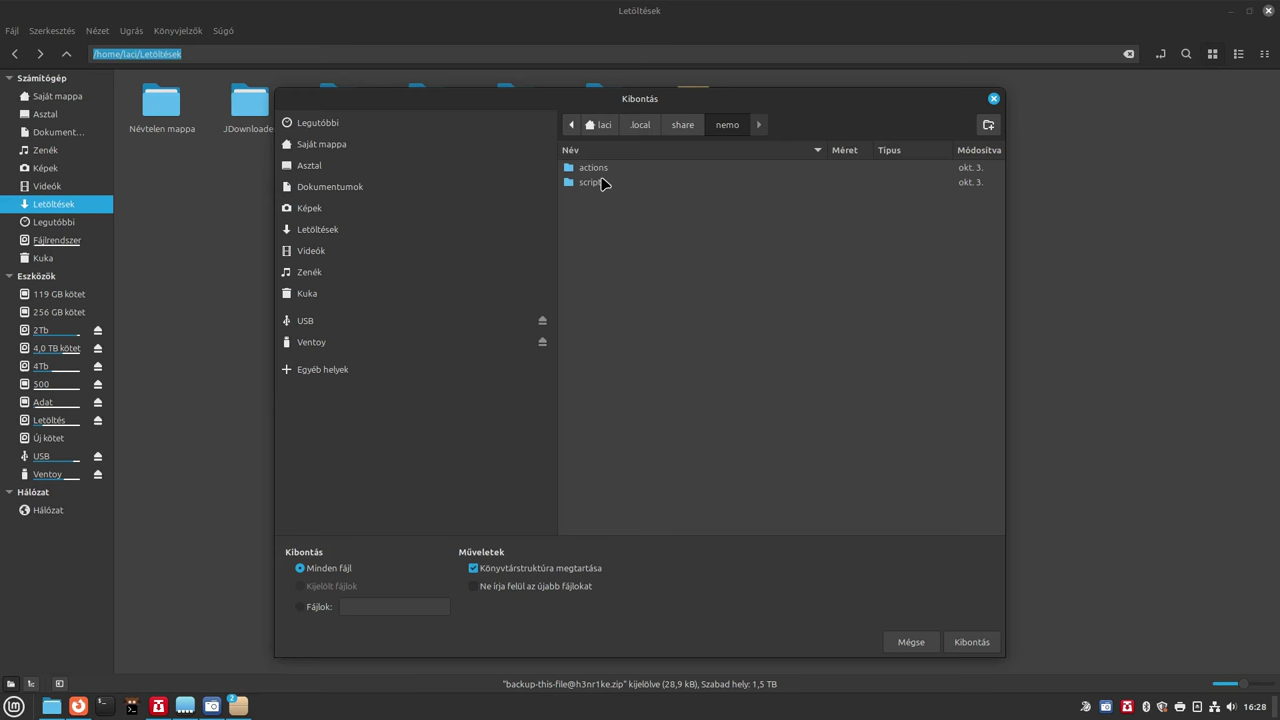 Letöltések
Fájl Szerkesztés Nézet Ugrás Könyvjelzők Súgó
/home/laci/Letöltések
Számítógép
Saját mappa
Asztal
Dokument...
Zenék
Képek
Videók
Letöltések
Legutóbbi
Fájlrendszer
Kuka
Eszközök
119 GB kötet
256 GB kötet
2Tb
4,0 TB kötet
4Tb
500
Adat
Letöltés
Új kötet
USB
Ventoy
Hálózat
Hálózat
Névtelen mappa
JDownloade
Kibontás
Legutóbbi
Saját mappa
Asztal
Dokumentumok
Képek
Letöltések
Videók
Zenék
Kuka
USB
Ventoy
Egyéb helyek
laci .local share nemo
Név Méret Típus Módosítva
actions okt. 3.
okt. 3.
Kibontás
Minden fájl
Kijelölt fájlok
Fájlok:
Műveletek
Könyvtárstruktúra megtartása
Ne írja felül az újabb fájlokat
Mégse Kibontás
"backup-this-file@h3nr1ke.zip" kijelölve (28,9 kB), Szabad hely: 1,5 TB
2
16:28